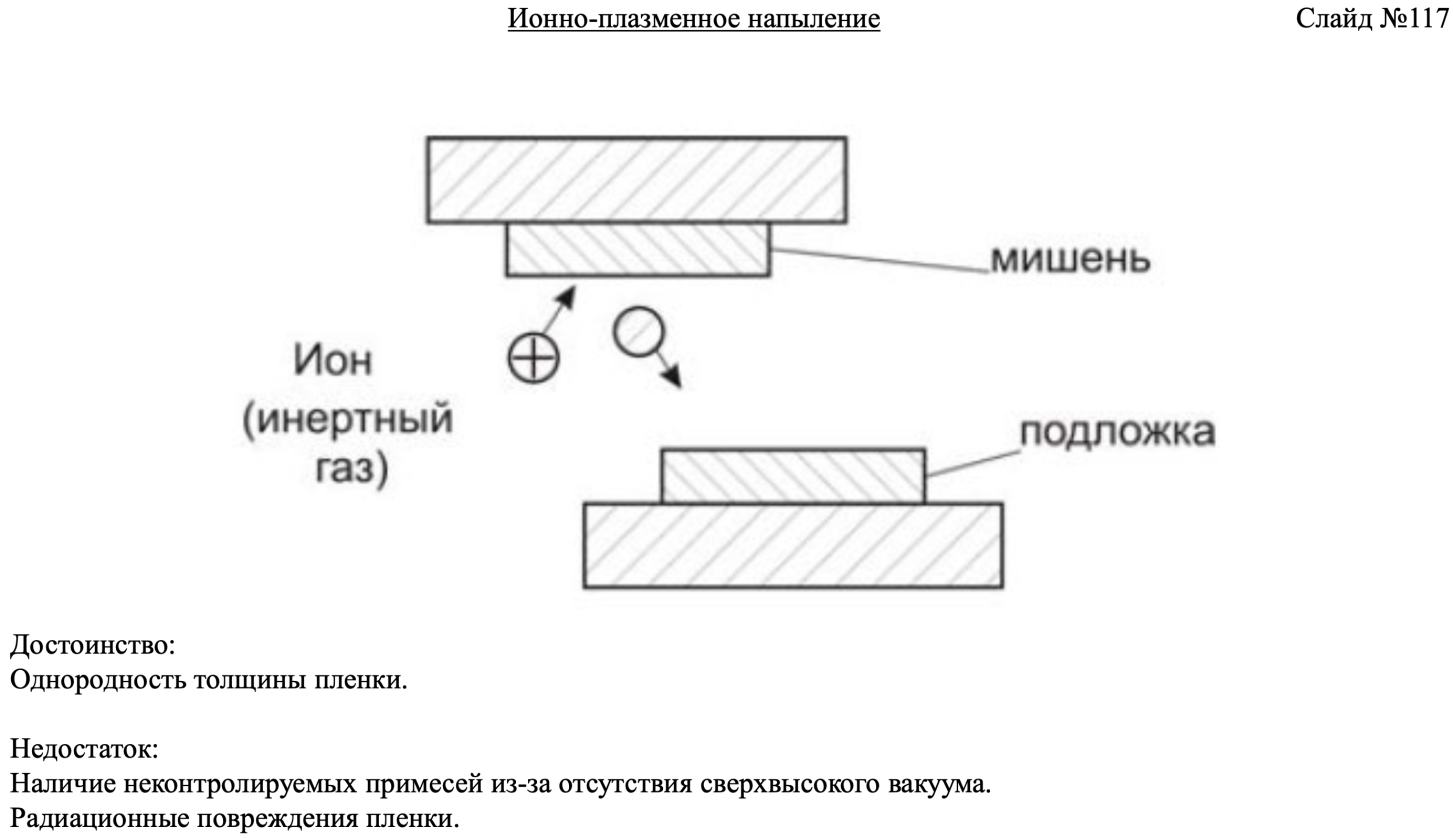 Ионно-плазменное напыление Слайд №117
мишень
Ион
(инертный
газ)
подложка
Достоинство:
Однородность толщины пленки.
Недостаток:
Наличие неконтролируемых примесей из-за отсутствия сверхвысокого вакуума.
Радиационные повреждения пленки.